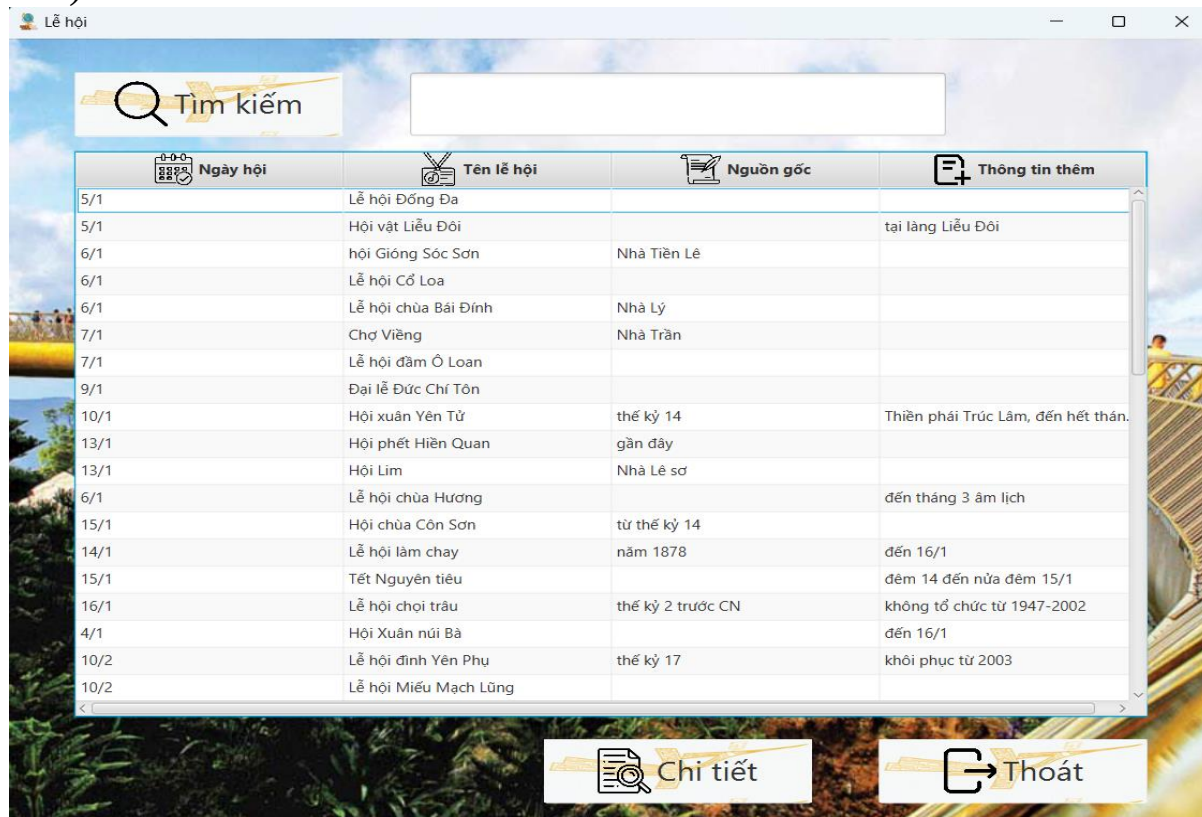 Lễ hội
Tìm kiếm
Ngày hội Tên lễ hội Nguồn gốc Thông tin thêm
5/1 Lễ hội Đống Đa
5/1 Hội vật Liễu Đôi tại làng Liễu Đôi
6/1 hội Gióng Sóc Sơn Nhà Tiền Lê
6/1 Lễ hội Cổ Loa
6/1 Lễ hội chùa Bái Đính Nhà Lý
7/1 Chợ Viềng Nhà Trần
7/1 Lễ hội đầm Ô Loan
9/1 Đại lễ Đức Chí Tôn
10/1 Hội xuân Yên Tử thế kỷ 14 Thiền phái Trúc Lâm, đến hết thán.
13/1 Hội phết Hiền Quan gần đây
13/1 Hội Lim Nhà Lê sơ
6/1 Lễ hội chùa Hương đến tháng 3 âm lịch
15/1 Hội chùa Côn Sơn từ thế kỷ 14
14/1 Lễ hội làm chay năm 1878 đến 16/1
15/1 Tết Nguyên tiêu đêm 14 đến nửa đêm 15/1
16/1 Lễ hội chọi trâu thế kỷ 2 trước CN không tổ chức từ 1947-2002
4/1 Hội Xuân núi Bà đến 16/1
10/2 Lễ hội đình Yên Phụ thế kỷ 17 khôi phục từ 2003
10/2 Lễ hội Miếu Mạch Lũng
Chi tiết Thoát